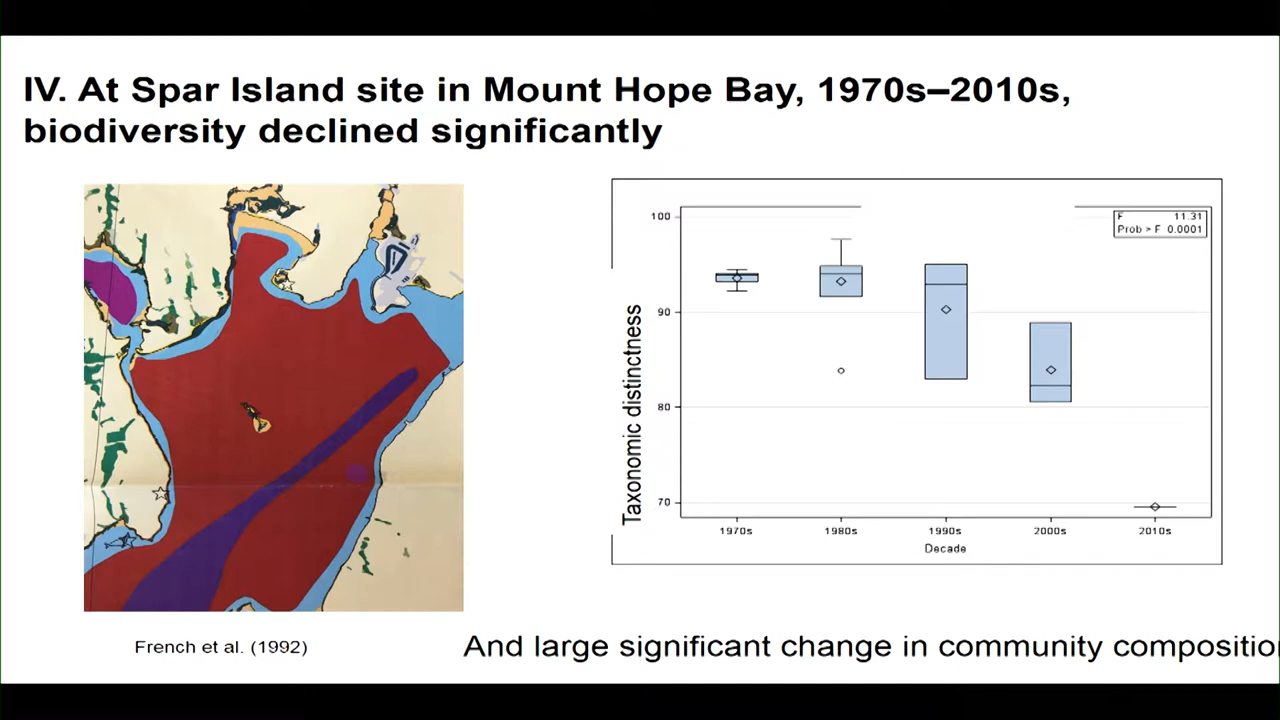 IV. At Spar Island site in Mount Hope Bay, 1970s–2010s,
biodiversity declined significantly
F 11.31
Prob > F 0.0001
Taxonomic distinctness
100
90
80
70
1970s 1980s 1990s 2000s 2010s
Decade
French et al. (1992)
And large significant change in community compositio